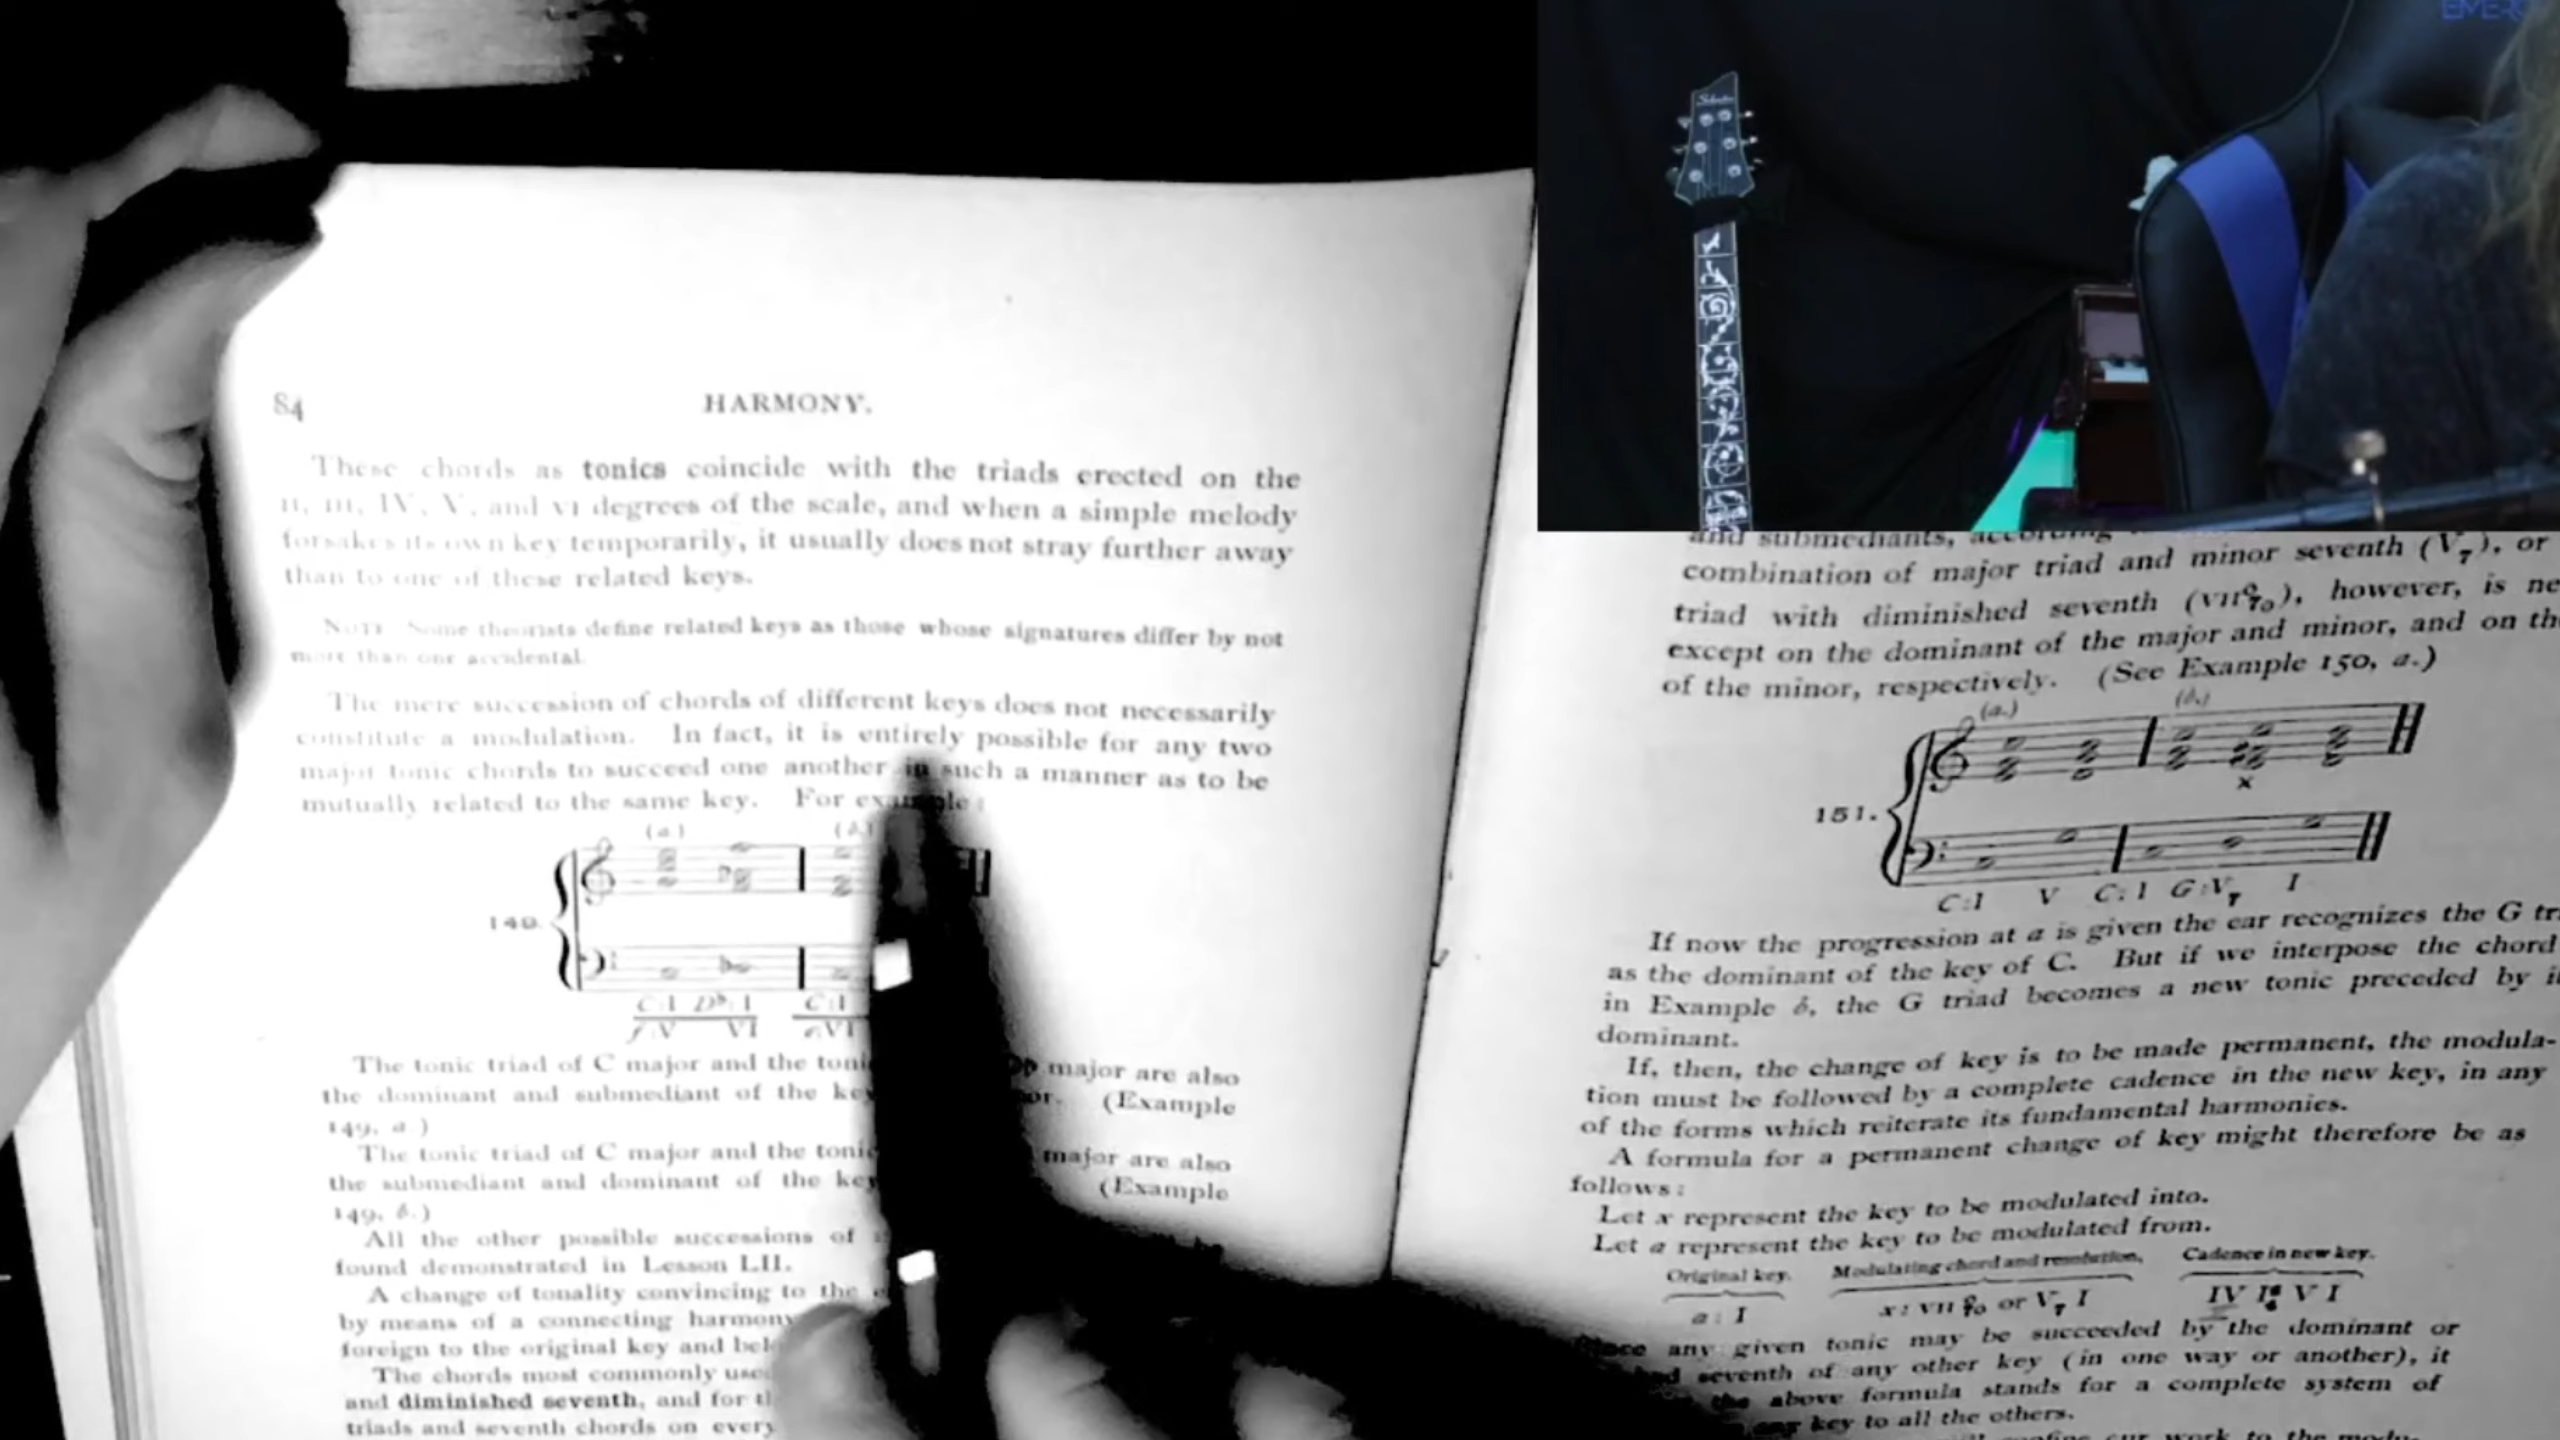 84
HARMONY.
These chords as tonics coincide with the triads erected on the
II, III, IV, V, and VI degrees of the scale, and when a simple melody
forsakes its own key temporarily, it usually does not stray further away
than to one of these related keys.
NOTE Some theorists define related keys as those whose signatures differ by not
more than one accidental.
The mere succession of chords of different keys does not necessarily
constitute a modulation. In fact, it is entirely possible for any two
major tonic chords to succeed one another in such a manner as to be
mutually related to the same key. For example:
(a.) (b.)
149.
C:I D♭:I C:I
f:V VI e:VI
The tonic triad of C major and the
major are also
the dominant and submediant of the
(Example
149, a.)
The tonic triad of C major and the
major are also
the submediant and dominant of the
(Example
149, b.)
All the other possible successions of
found demonstrated in Lesson LII.
A change of tonality convincing to the
by means of a connecting harmony
foreign to the original key and
The chords most commonly
and diminished seventh, and for
triads and seventh chords on every
Schecter
and submediants, according
combination of major triad and minor seventh (V7), or
triad with diminished seventh (VII°7°), however, is
except on the dominant of the major and minor, and on
of the minor, respectively. (See Example 150, a.)
(a.) (b.)
x
151.
C:I V C:I G:V7 I
If now the progression at a is given the ear recognizes the G
as the dominant of the key of C. But if we interpose the chord
in Example b, the G triad becomes a new tonic preceded by
dominant.
If, then, the change of key is to be made permanent, the modula-
tion must be followed by a complete cadence in the new key, in any
of the forms which reiterate its fundamental harmonies.
A formula for a permanent change of key might therefore be as
follows:
Let x represent the key to be modulated into.
Let a represent the key to be modulated from.
Original key. Modulating chord and resolution. Cadence in new key.
a: I x: VII°7° or V7 I IV I6/4 V I
any given tonic may be succeeded by the dominant or
seventh of any other key (in one way or another), it
the above formula stands for a complete system of
any key to all the others.
confine our work to the modu-